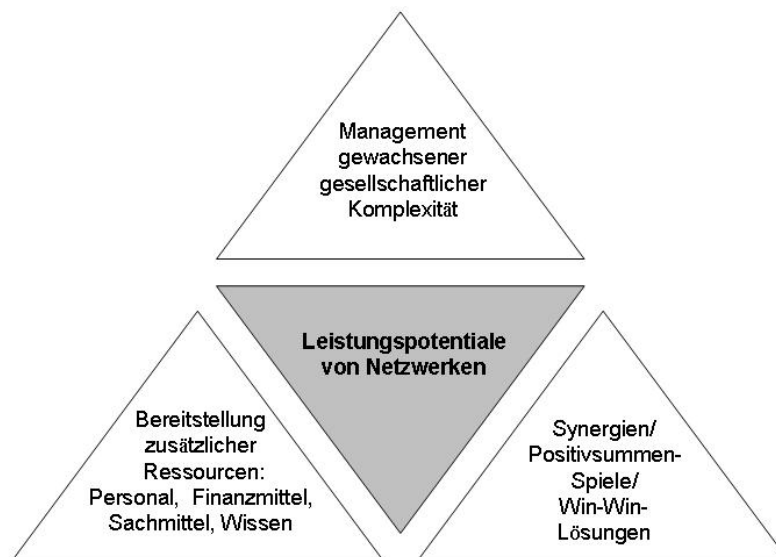 Management
gewachsener
gesellschaftlicher
Komplexität
Leistungspotentiale
von Netzwerken
Bereitstellung
zusätzlicher
Ressourcen:
Personal, Finanzmittel,
Sachmittel, Wissen
Synergien/
Positivsummen-
Spiele/
Win-Win-
Lösungen